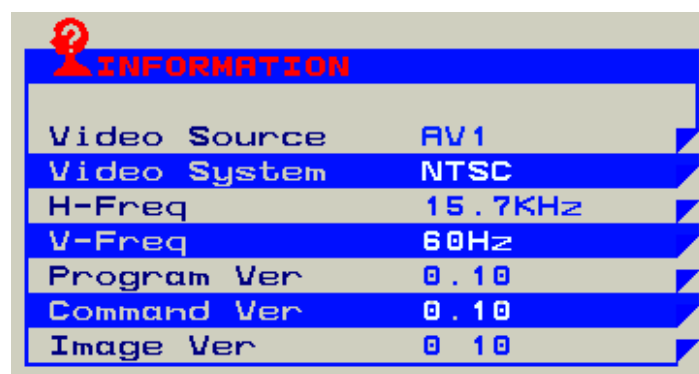 ?
INFORMATION
Video Source AV1
Video System NTSC
H-Freq 15.7KHz
V-Freq 60Hz
Program Ver 0.10
Command Ver 0.10
Image Ver 0 10